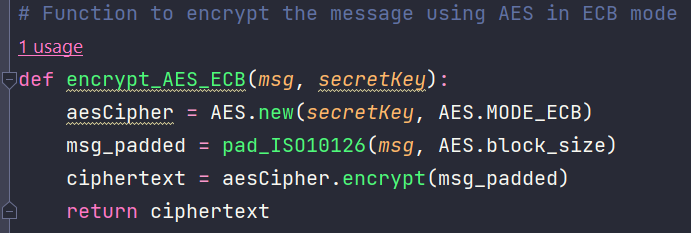 # Function to encrypt the message using AES in ECB mode
1 usage
def encrypt_AES_ECB(msg, secretKey):
    aesCipher = AES.new(secretKey, AES.MODE_ECB)
    msg_padded = pad_ISO10126(msg, AES.block_size)
    ciphertext = aesCipher.encrypt(msg_padded)
    return ciphertext